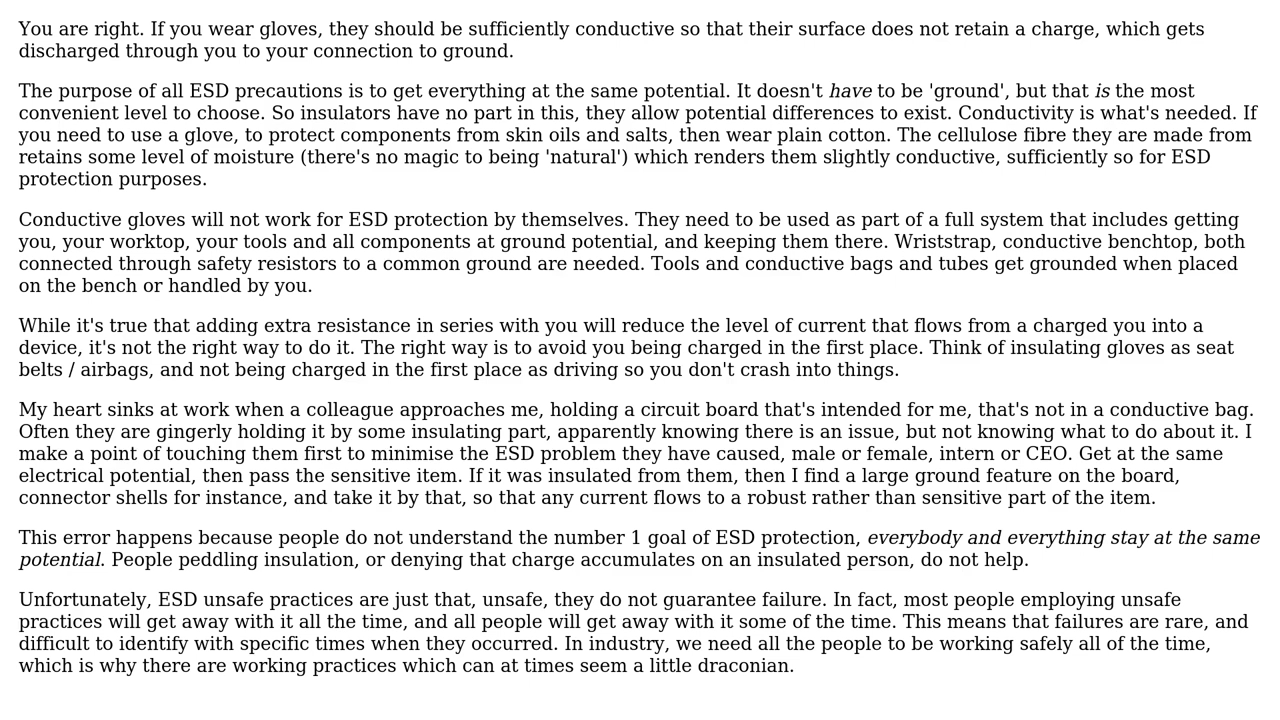 You are right. If you wear gloves, they should be sufficiently conductive so that their surface does not retain a charge, which gets
discharged through you to your connection to ground.
The purpose of all ESD precautions is to get everything at the same potential. It doesn't have to be 'ground', but that is the most
convenient level to choose. So insulators have no part in this, they allow potential differences to exist. Conductivity is what's needed. If
you need to use a glove, to protect components from skin oils and salts, then wear plain cotton. The cellulose fibre they are made from
retains some level of moisture (there's no magic to being 'natural') which renders them slightly conductive, sufficiently so for ESD
protection purposes.
Conductive gloves will not work for ESD protection by themselves. They need to be used as part of a full system that includes getting
you, your worktop, your tools and all components at ground potential, and keeping them there. Wriststrap, conductive benchtop, both
connected through safety resistors to a common ground are needed. Tools and conductive bags and tubes get grounded when placed
on the bench or handled by you.
While it's true that adding extra resistance in series with you will reduce the level of current that flows from a charged you into a
device, it's not the right way to do it. The right way is to avoid you being charged in the first place. Think of insulating gloves as seat
belts / airbags, and not being charged in the first place as driving so you don't crash into things.
My heart sinks at work when a colleague approaches me, holding a circuit board that's intended for me, that's not in a conductive bag.
Often they are gingerly holding it by some insulating part, apparently knowing there is an issue, but not knowing what to do about it. I
make a point of touching them first to minimise the ESD problem they have caused, male or female, intern or CEO. Get at the same
electrical potential, then pass the sensitive item. If it was insulated from them, then I find a large ground feature on the board,
connector shells for instance, and take it by that, so that any current flows to a robust rather than sensitive part of the item.
This error happens because people do not understand the number 1 goal of ESD protection, everybody and everything stay at the same
potential. People peddling insulation, or denying that charge accumulates on an insulated person, do not help.
Unfortunately, ESD unsafe practices are just that, unsafe, they do not guarantee failure. In fact, most people employing unsafe
practices will get away with it all the time, and all people will get away with it some of the time. This means that failures are rare, and
difficult to identify with specific times when they occurred. In industry, we need all the people to be working safely all of the time,
which is why there are working practices which can at times seem a little draconian.